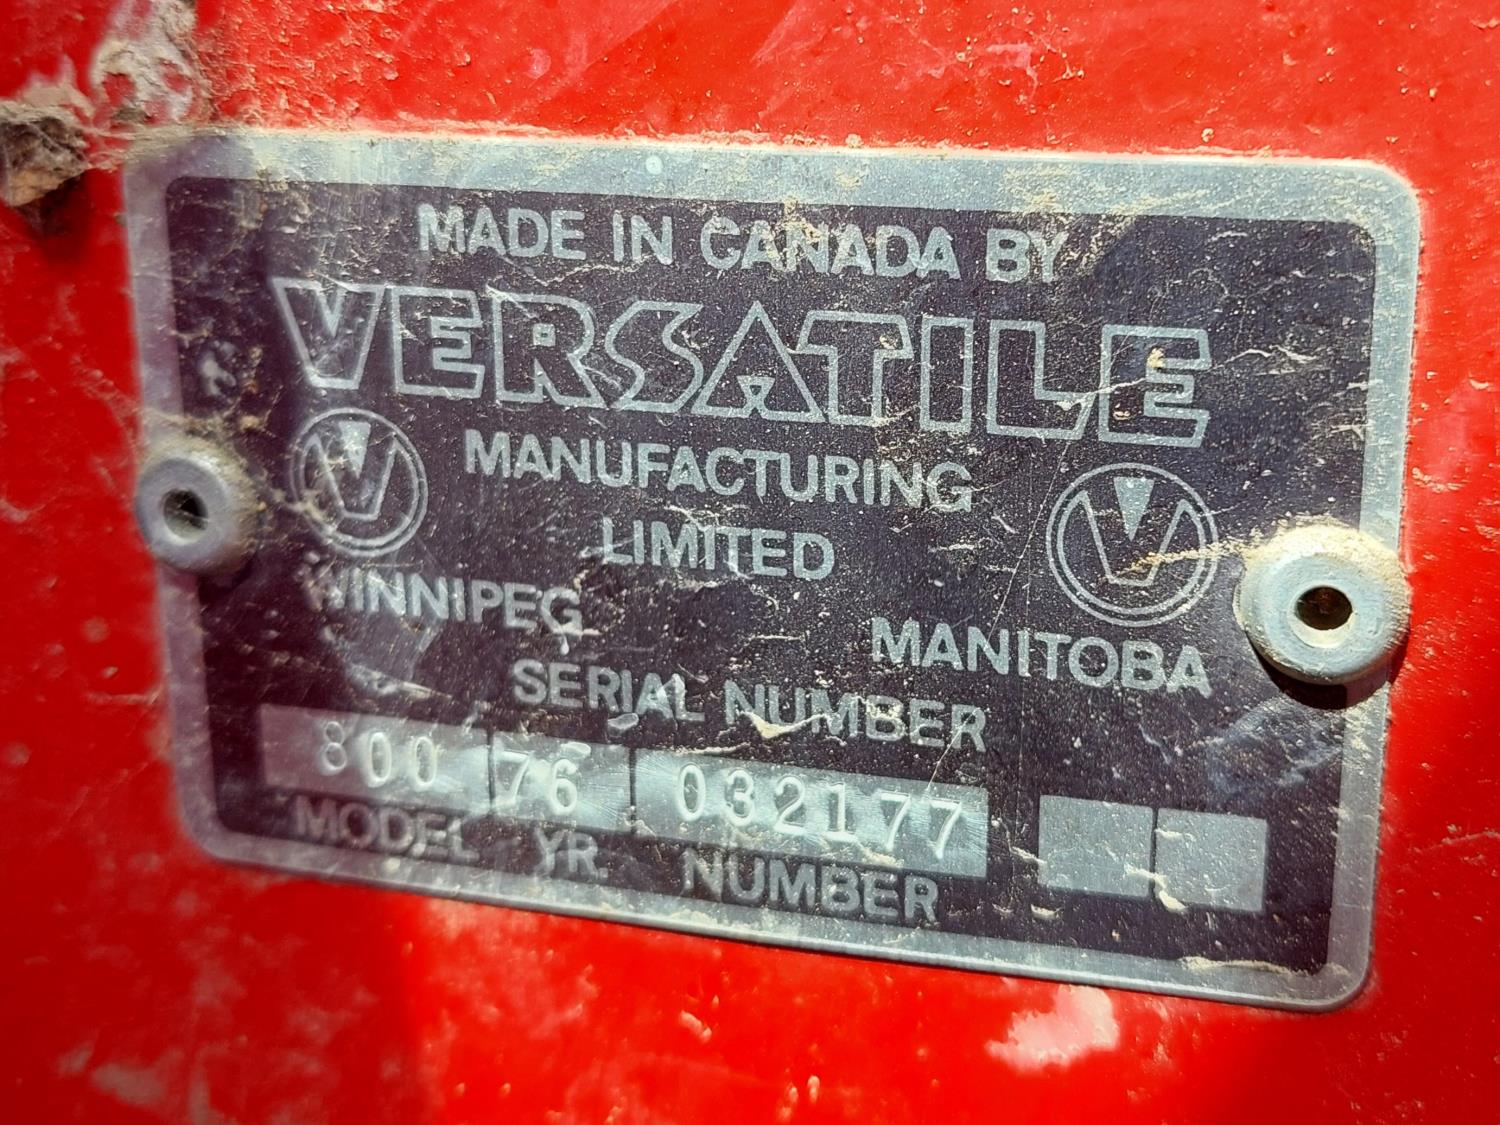 MADE IN CANADA BY
VERSATILE
MANUFACTURING
LIMITED
WINNIPEG MANITOBA
SERIAL NUMBER
800 76 032177
MODEL YR. NUMBER